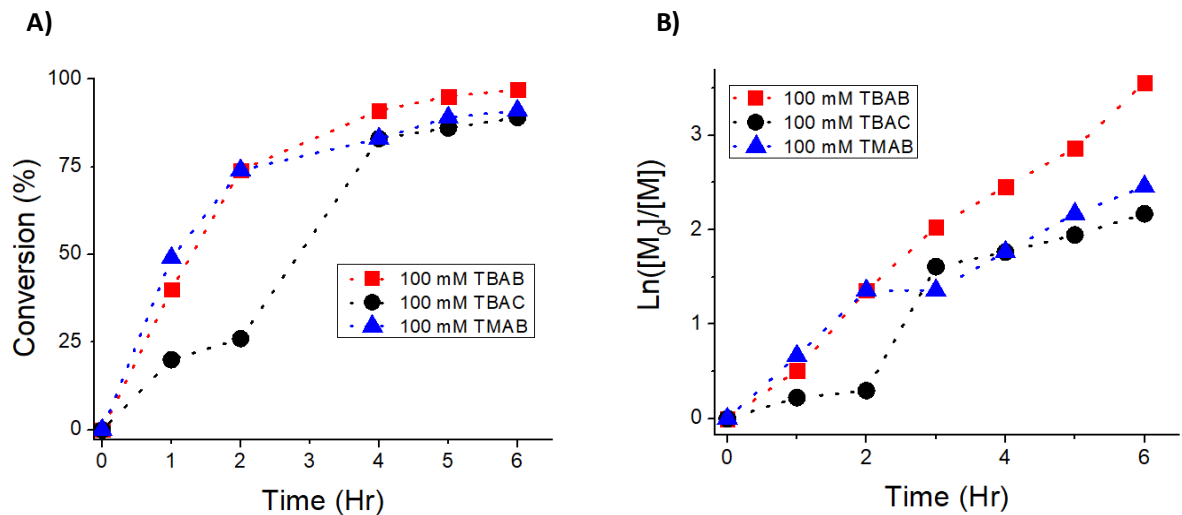 A)
100
75
50
25
0
Conversion (%)
100 mM TBAB
100 mM TBAC
100 mM TMAB
0 1 2 3 4 5 6
Time (Hr)
B)
3
2
1
0
Ln([M0]/[M])
100 mM TBAB
100 mM TBAC
100 mM TMAB
0 2 4 6
Time (Hr)